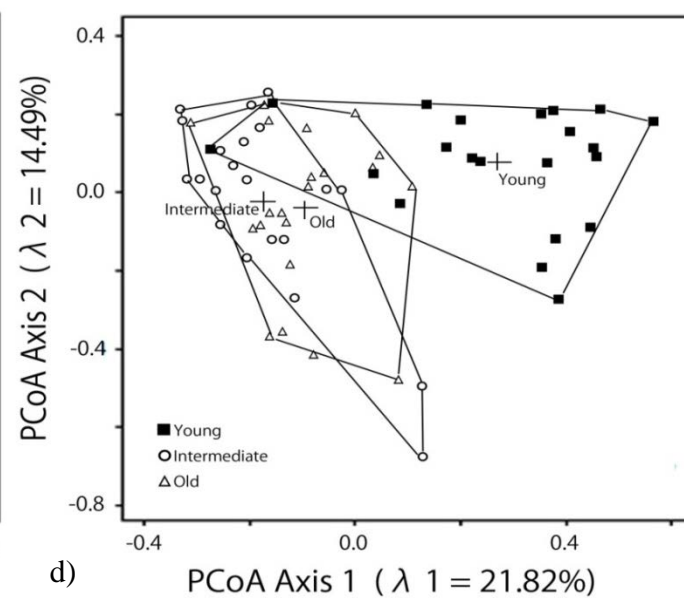 0.4
0.0
-0.4
-0.8
PCoA Axis 2 ( λ 2 = 14.49%)
Young
Intermediate
Old
Young
Intermediate
Old
-0.4
0.0
0.4
d)
PCoA Axis 1 ( λ 1 = 21.82%)